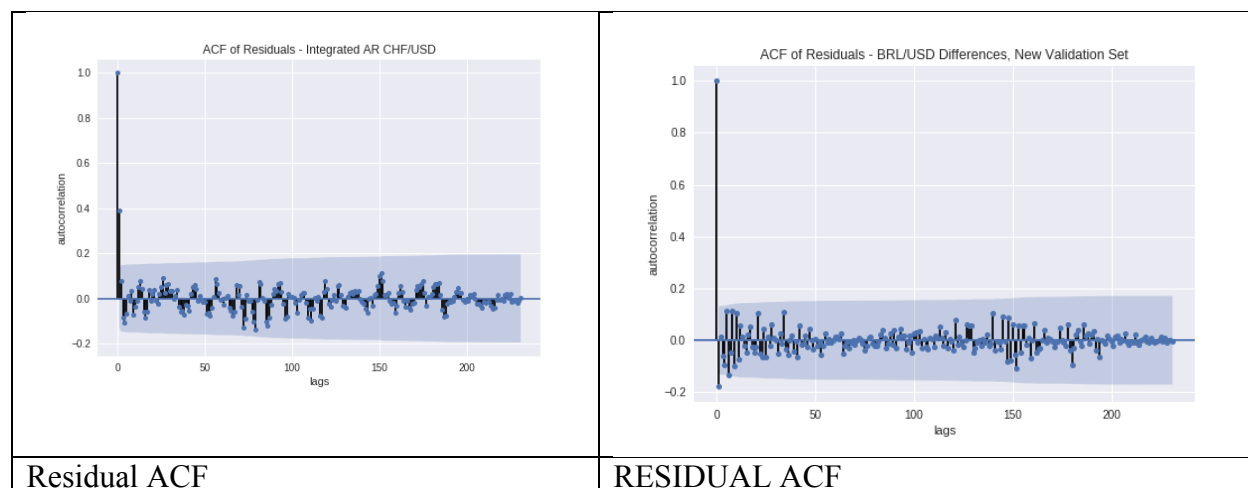 ACF of Residuals - Integrated AR CHF/USD
1.0
0.8
0.6
0.4
0.2
0.0
−0.2
autocorrelation
0 50 100 150 200
lags
Residual ACF
ACF of Residuals - BRL/USD Differences, New Validation Set
1.0
0.8
0.6
0.4
0.2
0.0
−0.2
autocorrelation
0 50 100 150 200
lags
RESIDUAL ACF